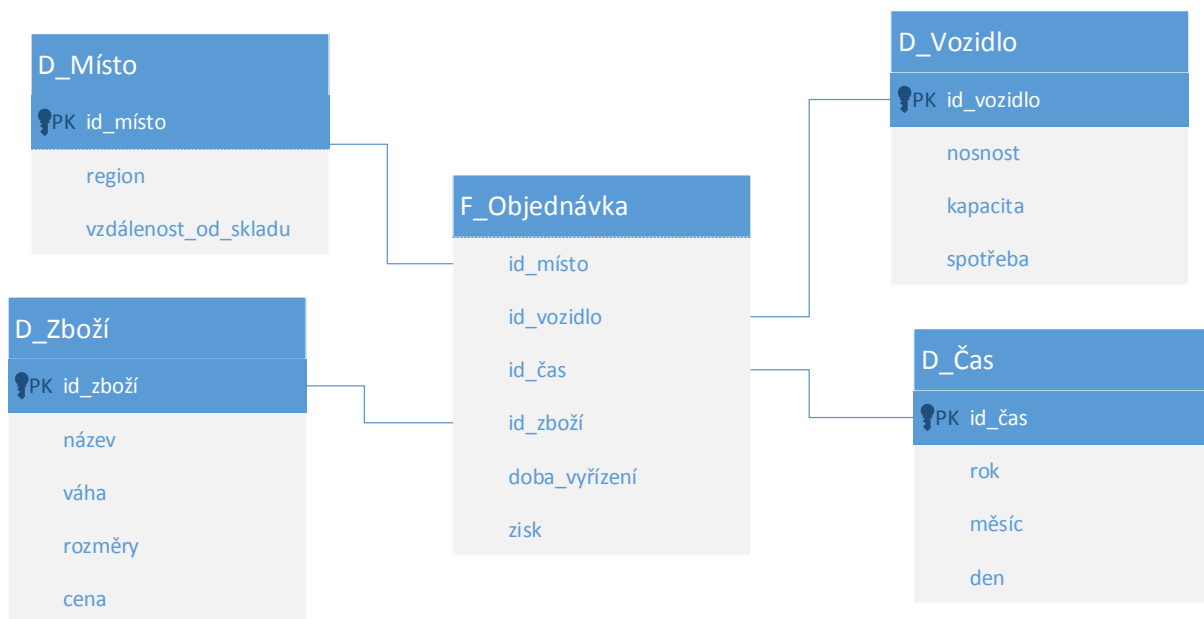 D_Místo
PK id_místo
region
vzdálenost_od_skladu
D_Zboží
PK id_zboží
název
váha
rozměry
cena
F_Objednávka
id_místo
id_vozidlo
id_čas
id_zboží
doba_vyřízení
zisk
D_Vozidlo
PK id_vozidlo
nosnost
kapacita
spotřeba
D_Čas
PK id_čas
rok
měsíc
den